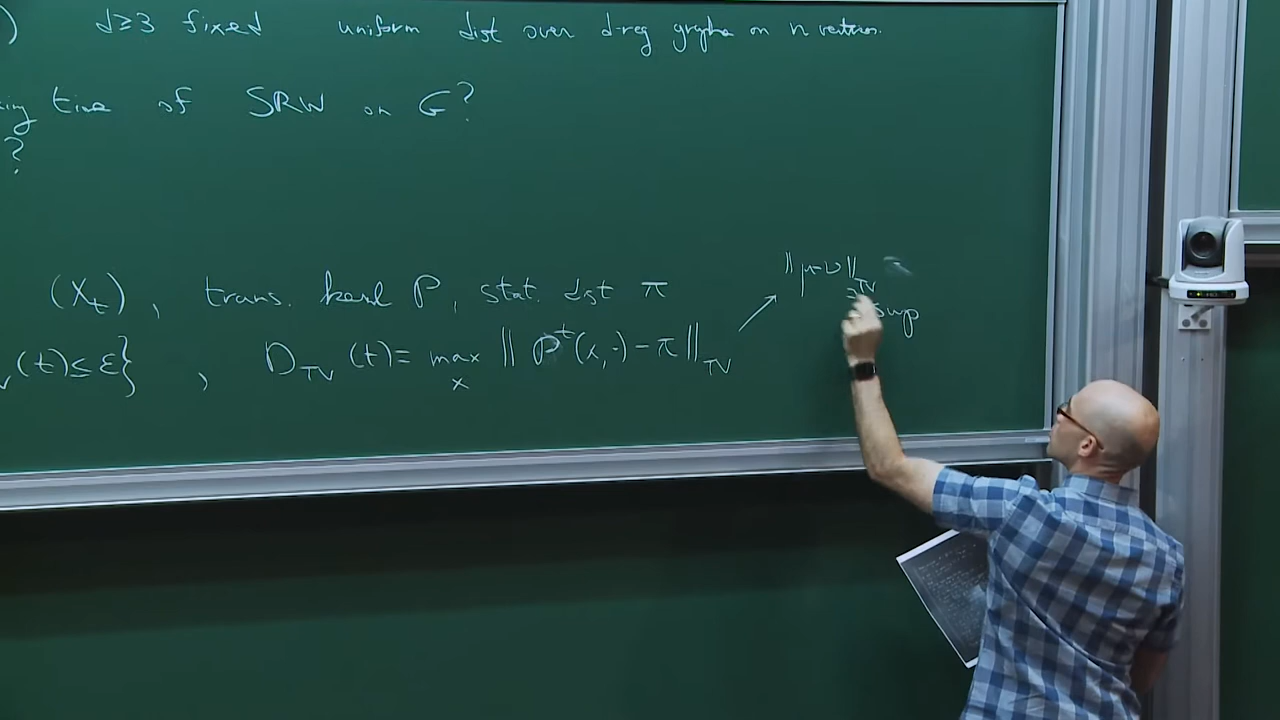 ) d≥3 fixed uniform dist over d-reg graphs on n vertices.
ing time of SRW on G?
?
(X_t), trans. kernel P, stat. dist π
‖μ-ν‖_TV
= sup
(t)≤ε} , D_TV (t)= max_x ‖ P^t(x,·) - π‖_TV